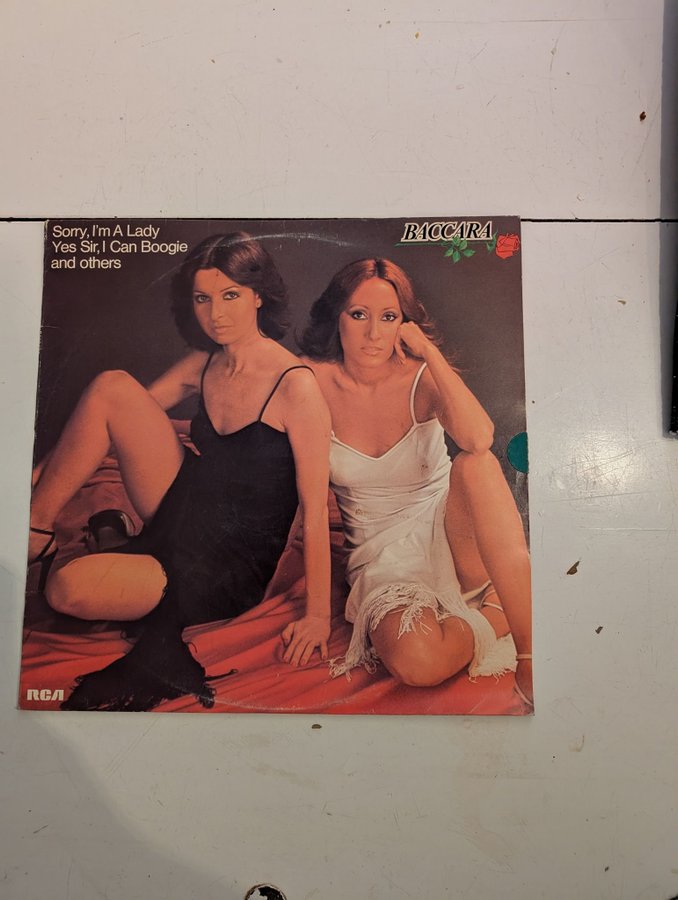 Sorry, I'm A Lady
Yes Sir, I Can Boogie
and others
BACCARA
RCA